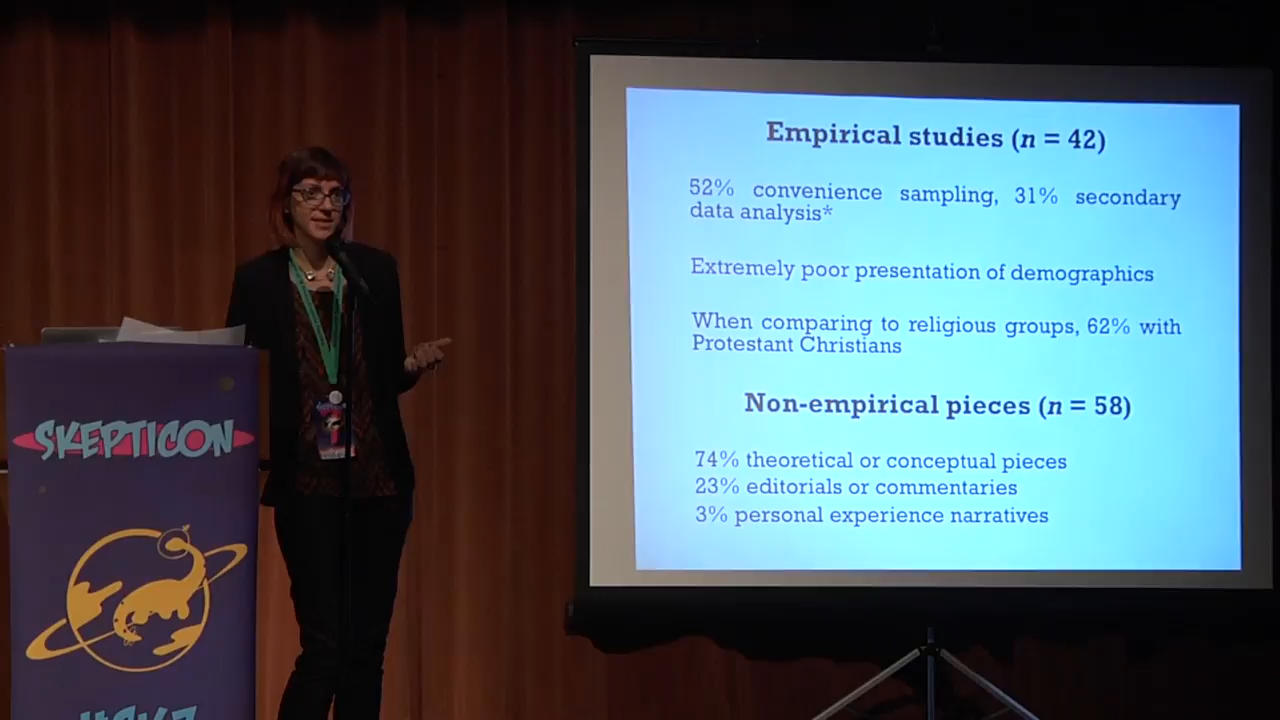 Empirical studies (n = 42)
52% convenience sampling, 31% secondary
data analysis*
Extremely poor presentation of demographics
When comparing to religious groups, 62% with
Protestant Christians
Non-empirical pieces (n = 58)
74% theoretical or conceptual pieces
23% editorials or commentaries
3% personal experience narratives
SKEPTICON